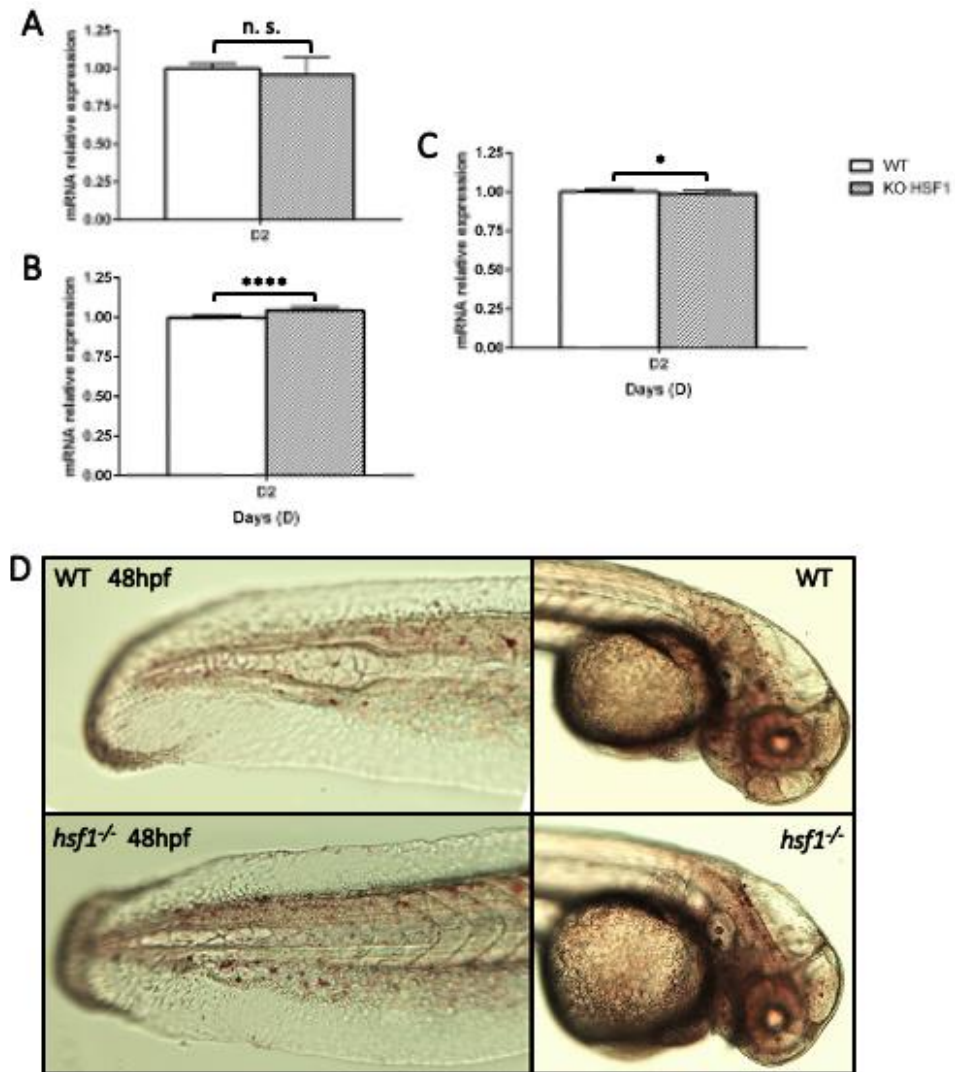 A
n. s.
mRNA relative expression
1.25
1.00
0.75
0.50
0.25
0.00
D2
B
****
mRNA relative expression
1.25
1.00
0.75
0.50
0.25
0.00
D2
Days (D)
C
*
mRNA relative expression
1.25
1.00
0.75
0.50
0.25
0.00
D2
Days (D)
WT
KO HSF1
D
WT 48hpf
WT
hsf1-/- 48hpf
hsf1-/-